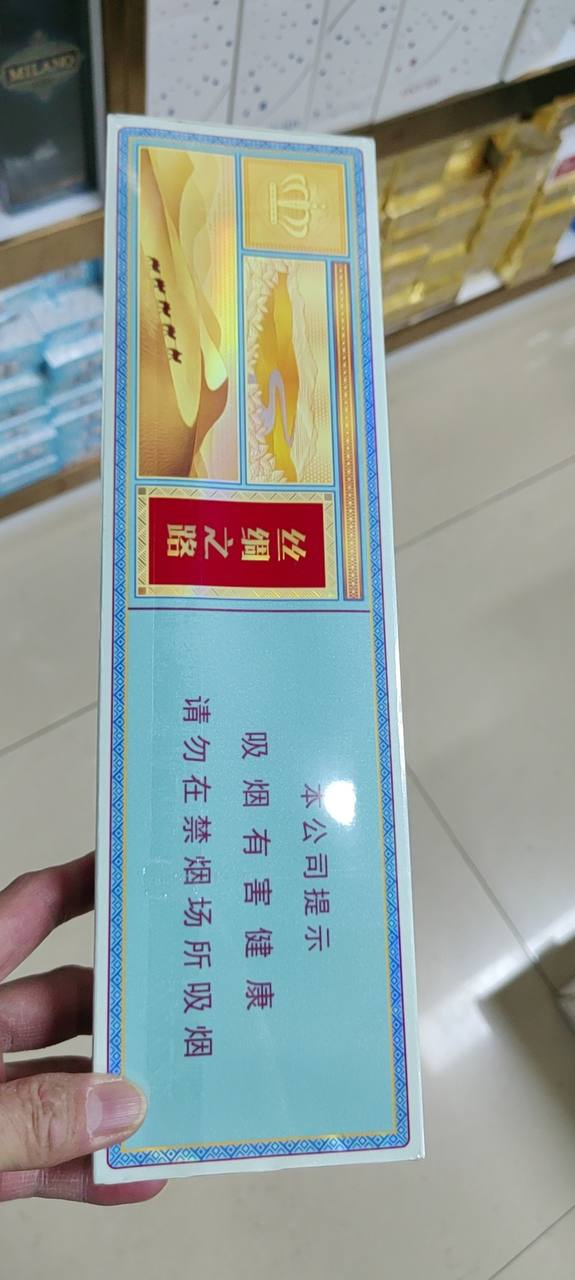 MILANO
丝绸之路
本公司提示
吸烟有害健康
请勿在禁烟场所吸烟